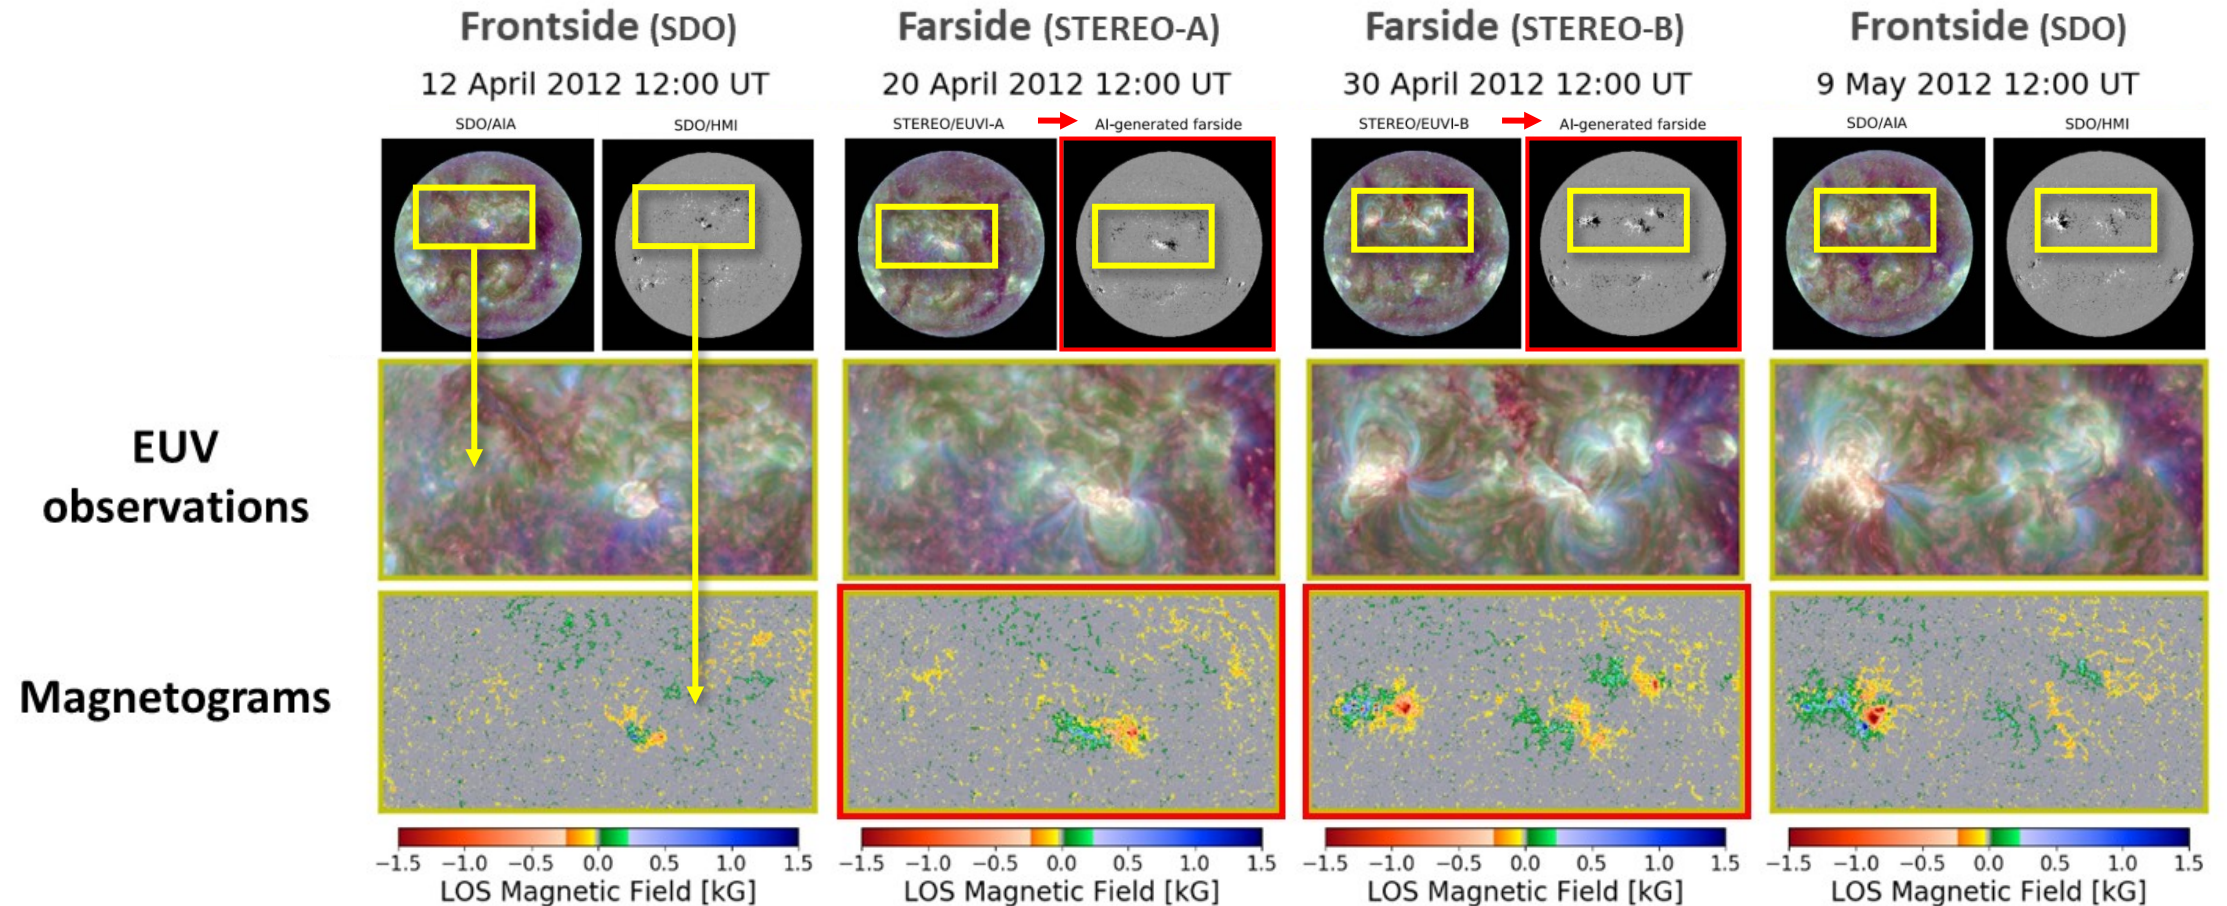 Frontside (SDO)
Farside (STEREO-A)
Farside (STEREO-B)
Frontside (SDO)
12 April 2012 12:00 UT
20 April 2012 12:00 UT
30 April 2012 12:00 UT
9 May 2012 12:00 UT
SDO/AIA
SDO/HMI
STEREO/EUVI-A
AI-generated farside
STEREO/EUVI-B
AI-generated farside
SDO/AIA
SDO/HMI
EUV
observations
Magnetograms
−1.5 −1.0 −0.5 0.0 0.5 1.0 1.5
−1.5 −1.0 −0.5 0.0 0.5 1.0 1.5
−1.5 −1.0 −0.5 0.0 0.5 1.0 1.5
−1.5 −1.0 −0.5 0.0 0.5 1.0 1.5
LOS Magnetic Field [kG]
LOS Magnetic Field [kG]
LOS Magnetic Field [kG]
LOS Magnetic Field [kG]